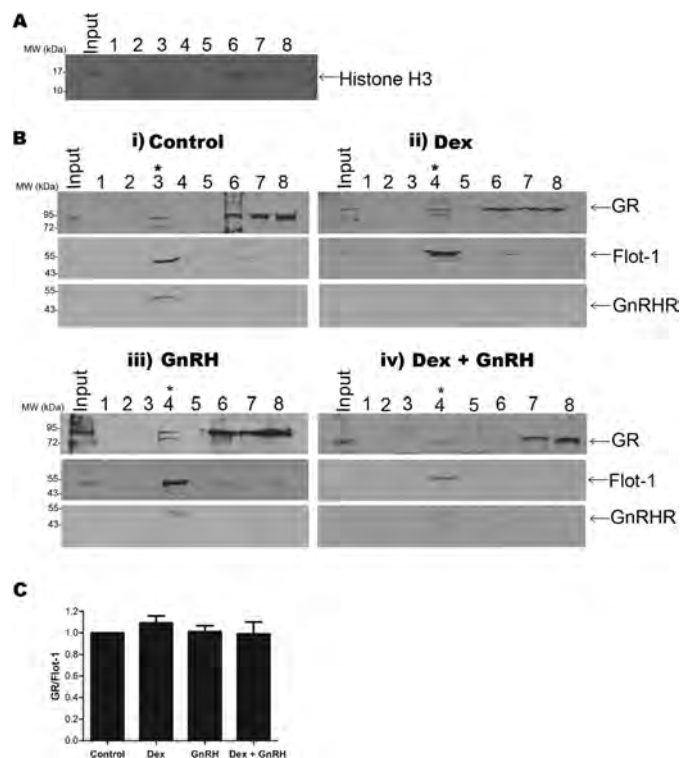 A
MW (kDa) Input 1 2 3 4 5 6 7 8
17
10
←Histone H3
B
i) Control
ii) Dex
*
*
MW (kDa) Input 1 2 3 4 5 6 7 8
Input 1 2 3 4 5 6 7 8
95
72
←GR
55
43
←Flot-1
55
43
←GnRHR
iii) GnRH
iv) Dex + GnRH
*
*
MW (kDa) Input 1 2 3 4 5 6 7 8
Input 1 2 3 4 5 6 7 8
95
72
←GR
55
43
←Flot-1
55
43
←GnRHR
C
GR/Flot-1
1.2
1.0
0.8
0.6
0.4
0.2
0.0
Control Dex GnRH Dex + GnRH